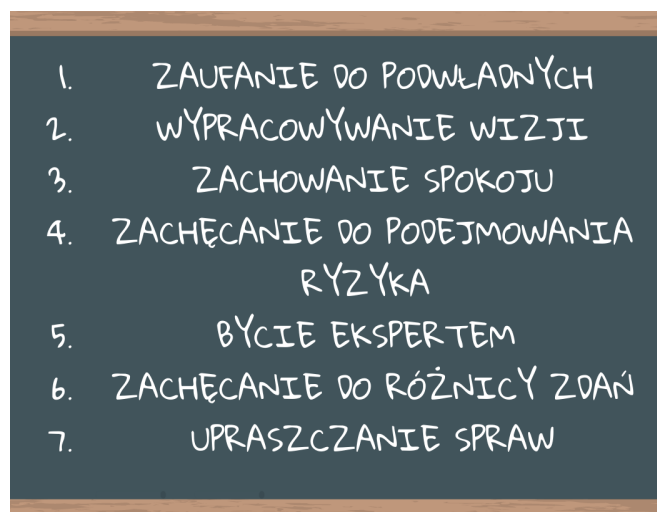 1. ZAUFANIE DO PODWŁADNYCH
2. WYPRACOWYWANIE WIZJI
3. ZACHOWANIE SPOKOJU
4. ZACHĘCANIE DO PODEJMOWANIA
RYZYKA
5. BYCIE EKSPERTEM
6. ZACHĘCANIE DO RÓŻNICY ZDAŃ
7. UPRASZCZANIE SPRAW